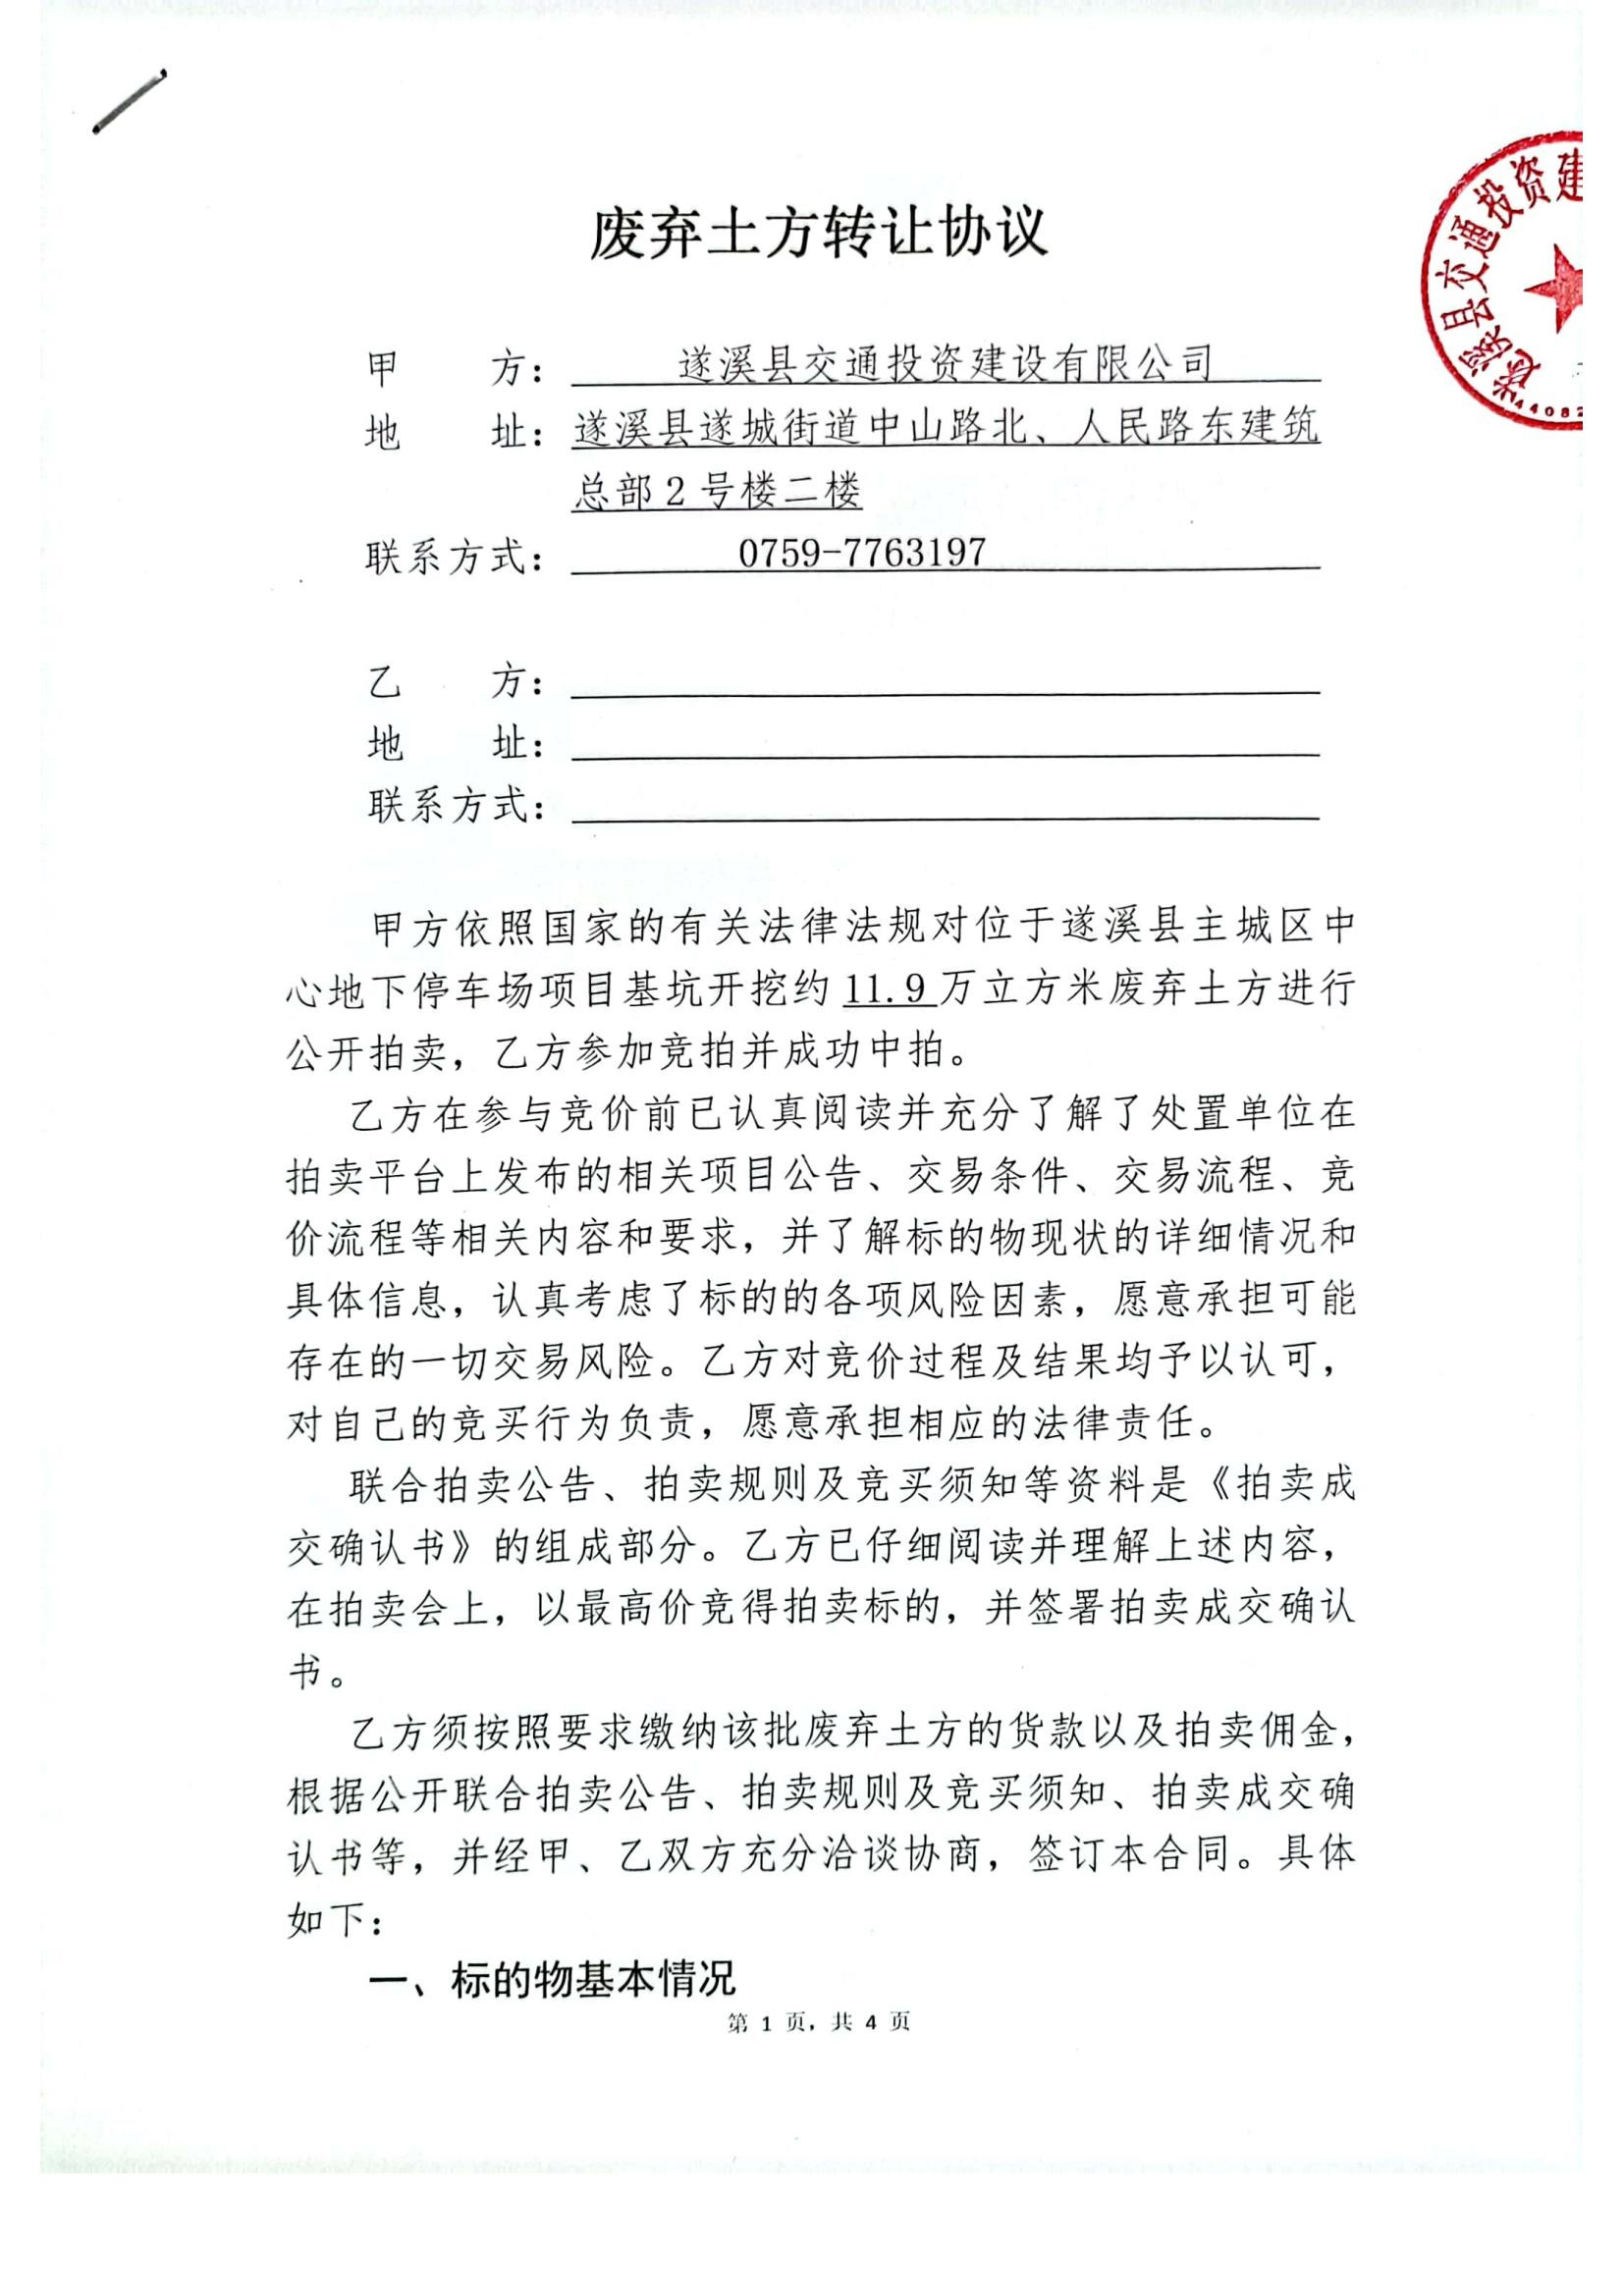 废弃土方转让协议
遂溪县交通投资建
44082
甲 方： 遂溪县交通投资建设有限公司
地 址：遂溪县遂城街道中山路北、人民路东建筑
总部2号楼二楼
联系方式： 0759-7763197
乙 方：
地 址：
联系方式：
甲方依照国家的有关法律法规对位于遂溪县主城区中
心地下停车场项目基坑开挖约 11.9 万立方米废弃土方进行
公开拍卖，乙方参加竞拍并成功中拍。
乙方在参与竞价前已认真阅读并充分了解了处置单位在
拍卖平台上发布的相关项目公告、交易条件、交易流程、竞
价流程等相关内容和要求，并了解标的物现状的详细情况和
具体信息，认真考虑了标的的各项风险因素，愿意承担可能
存在的一切交易风险。乙方对竞价过程及结果均予以认可，
对自己的竞买行为负责，愿意承担相应的法律责任。
联合拍卖公告、拍卖规则及竞买须知等资料是《拍卖成
交确认书》的组成部分。乙方已仔细阅读并理解上述内容，
在拍卖会上，以最高价竞得拍卖标的，并签署拍卖成交确认
书。
乙方须按照要求缴纳该批废弃土方的货款以及拍卖佣金，
根据公开联合拍卖公告、拍卖规则及竞买须知、拍卖成交确
认书等，并经甲、乙双方充分洽谈协商，签订本合同。具体
如下：
一、标的物基本情况
第 1 页，共 4 页